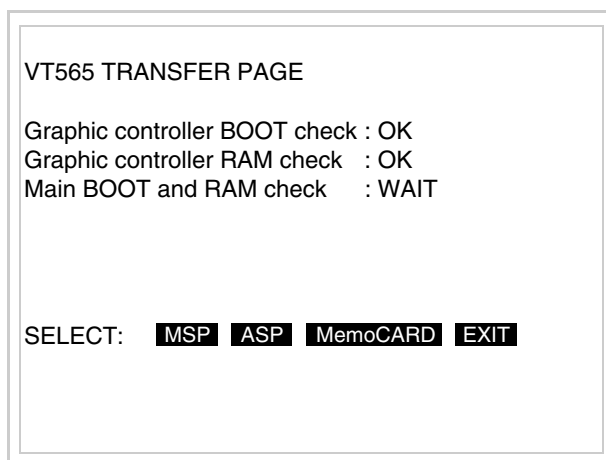 VT565 TRANSFER PAGE
Graphic controller BOOT check : OK
Graphic controller RAM check : OK
Main BOOT and RAM check : WAIT
SELECT: MSP ASP MemoCARD EXIT